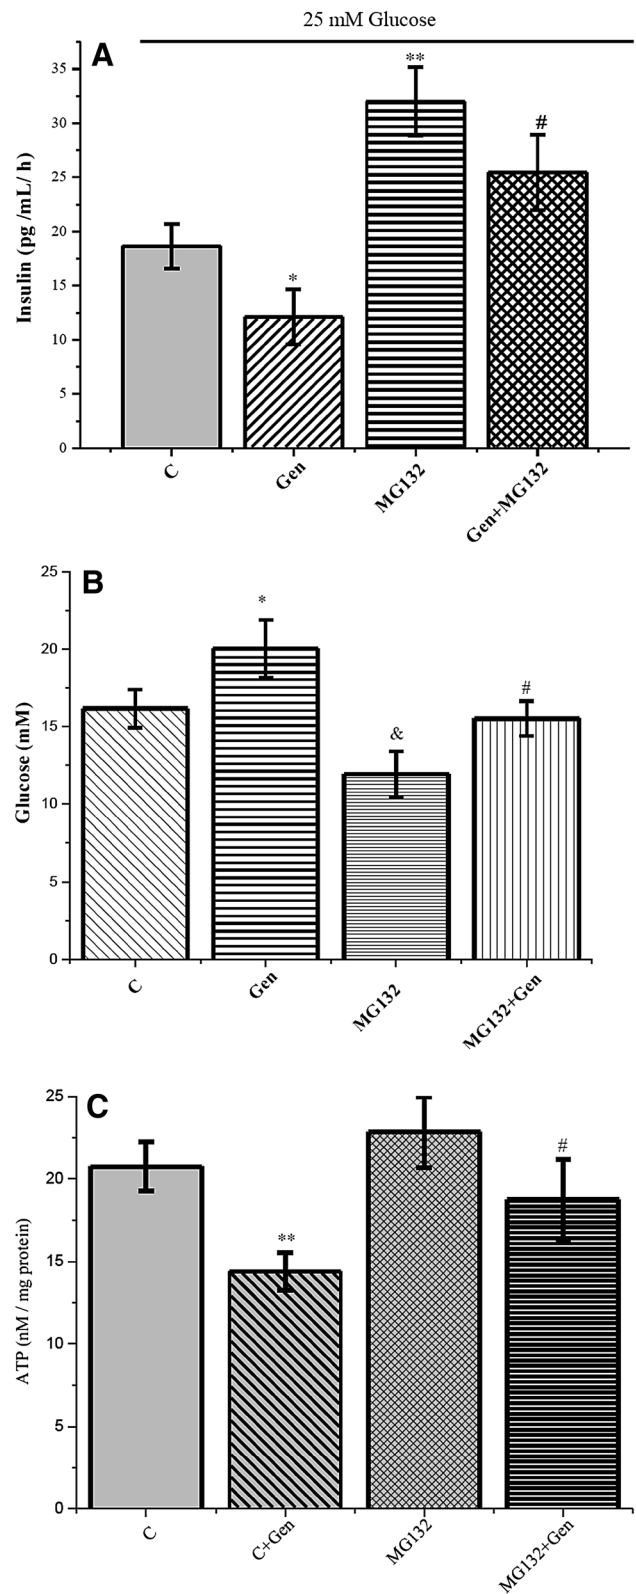 25 mM Glucose
A
**
35
30
#
25
20
*
15
10
5
0
Insulin (pg /mL/ h)
C
Gen
MG132
Gen+MG132
B
25
*
20
#
&
15
10
5
0
Glucose (mM)
C
Gen
MG132
MG132+Gen
C
25
#
20
**
15
10
5
0
ATP (nM / mg protein)
C
C+Gen
MG132
MG132+Gen